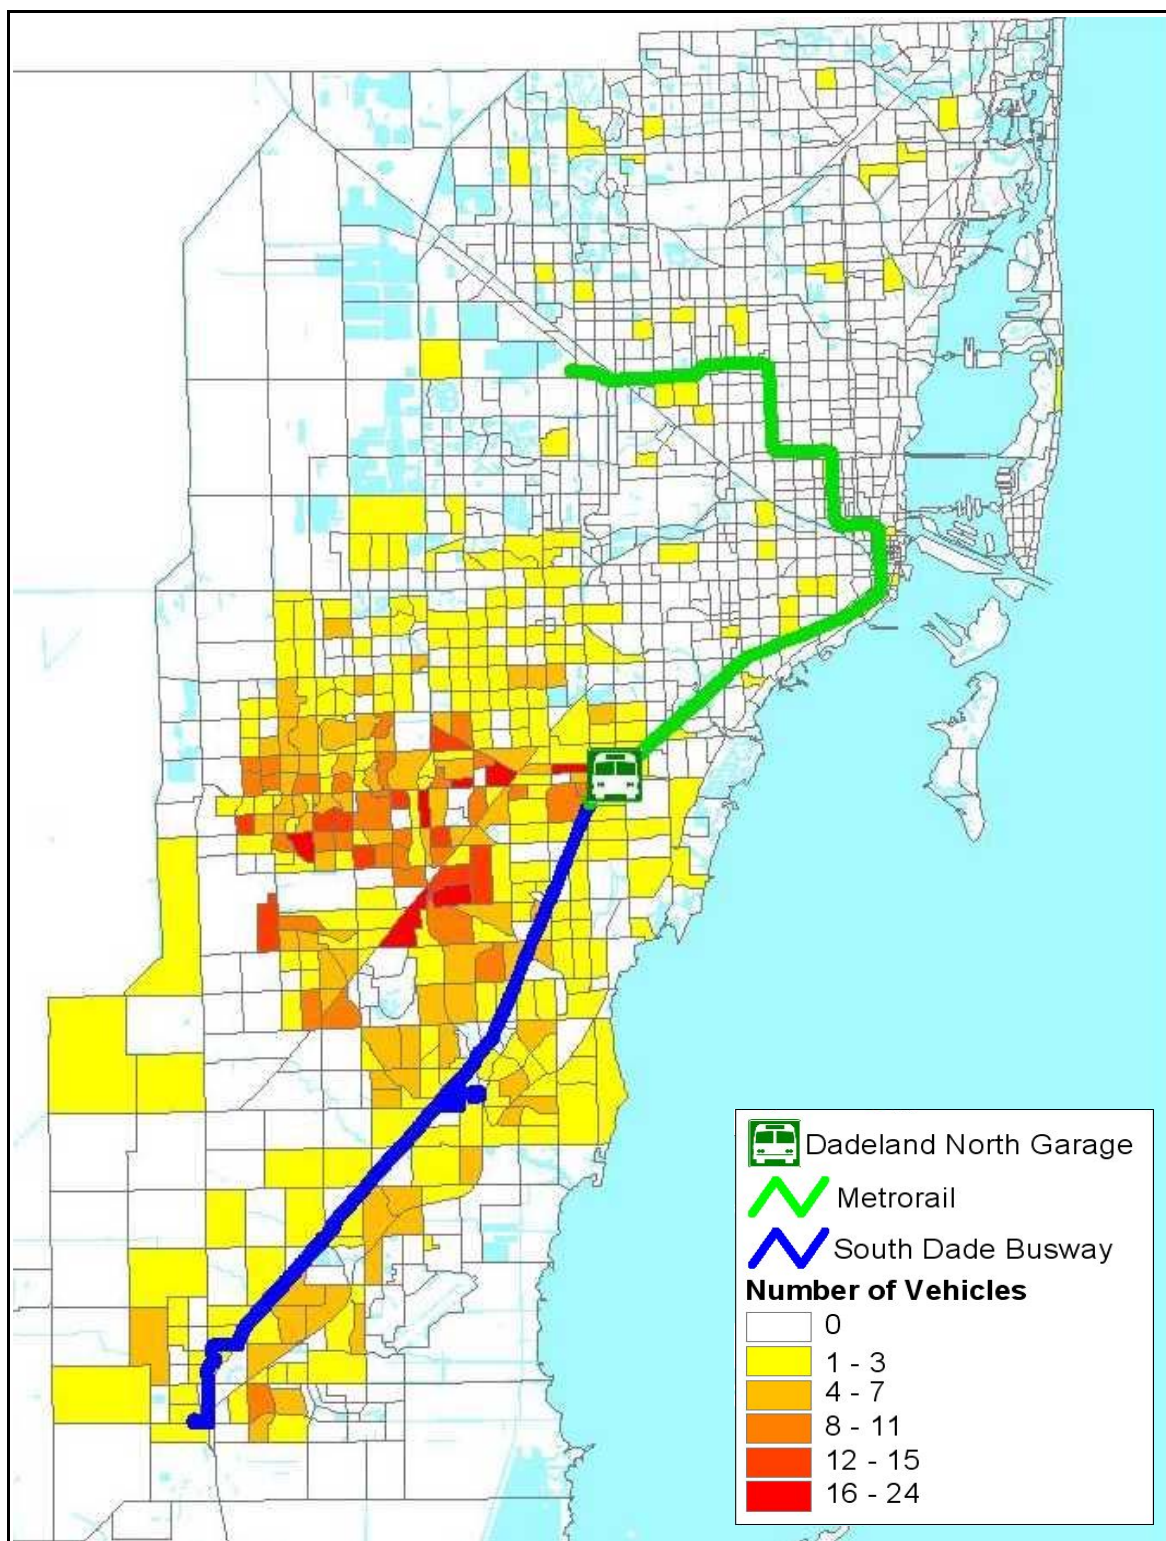 Dadeland North Garage
Metrorail
South Dade Busway
Number of Vehicles
0
1 - 3
4 - 7
8 - 11
12 - 15
16 - 24